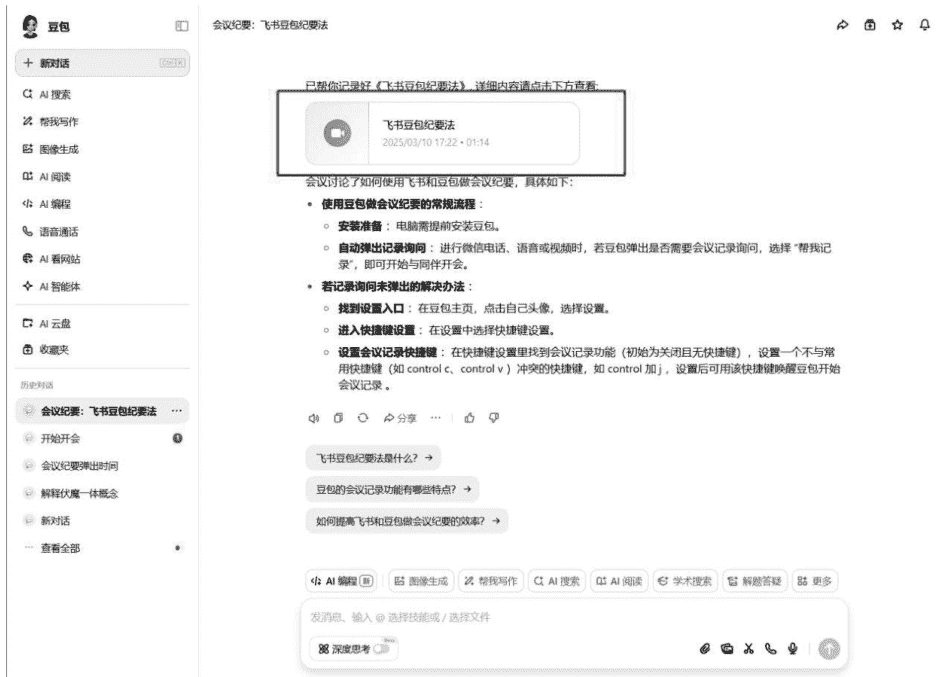 豆包
会议纪要：飞书豆包纪要法
新对话
Ctrl K
AI 搜索
帮我写作
图像生成
AI 阅读
AI 编程
语音通话
AI 看网站
AI 智能体
AI 云盘
收藏夹
历史对话
会议纪要：飞书豆包纪要法 ···
开始开会
会议纪要弹出时间
解释伏魔一体概念
新对话
查看全部
已帮你记录好《飞书豆包纪要法》，详细内容请点击下方查看:
飞书豆包纪要法
2025/03/10 17:22 • 01:14
会议讨论了如何使用飞书和豆包做会议纪要，具体如下：
• 使用豆包做会议纪要的常规流程：
◦ 安装准备：电脑需提前安装豆包。
◦ 自动弹出记录询问：进行微信电话、语音或视频时，若豆包弹出是否需要会议记录询问，选择 “帮我记
录”，即可开始与同伴开会。
• 若记录询问未弹出的解决办法：
◦ 找到设置入口：在豆包主页，点击自己头像，选择设置。
◦ 进入快捷键设置：在设置中选择快捷键设置。
◦ 设置会议记录快捷键：在快捷键设置里找到会议记录功能（初始为关闭且无快捷键），设置一个不与常
用快捷键（如 control c、control v ）冲突的快捷键，如 control 加 j ，设置后可用该快捷键唤醒豆包开始
会议记录 。
分享 ···
飞书豆包纪要法是什么？ →
豆包的会议记录功能有哪些特点？ →
如何提高飞书和豆包做会议纪要的效率？ →
AI 编程 新 图像生成 帮我写作 AI 搜索 AI 阅读 学术搜索 解题答疑 更多
发消息、输入 @ 选择技能或 / 选择文件
深度思考 Beta